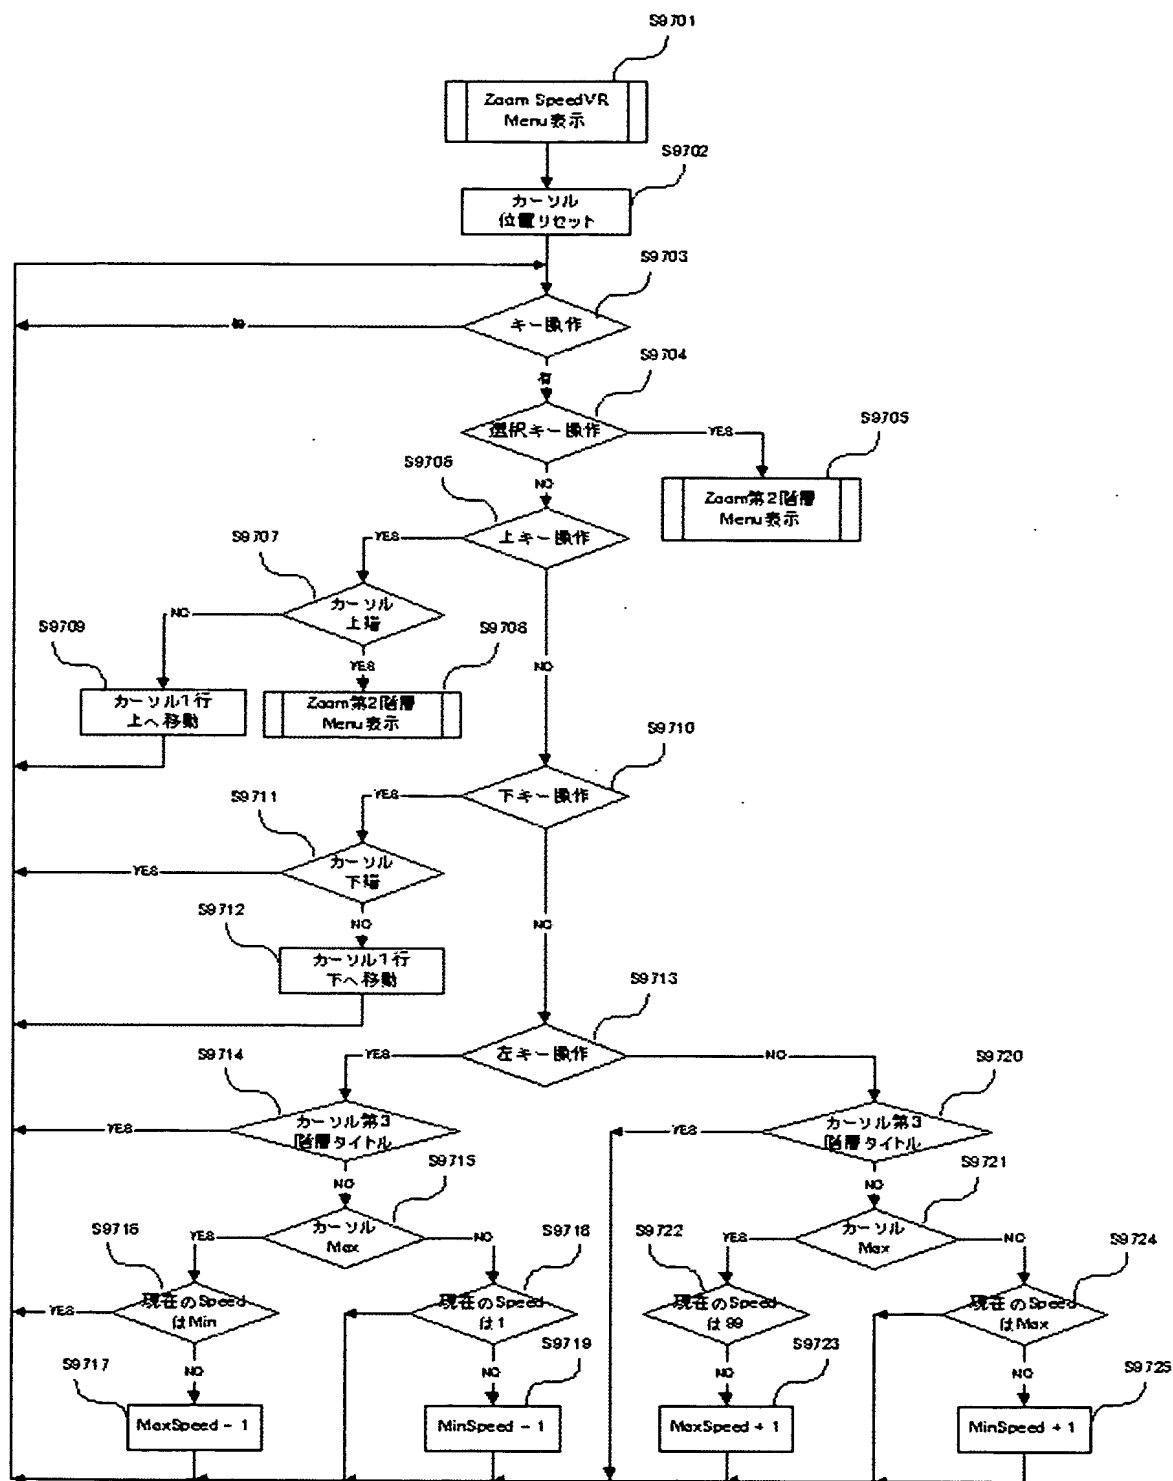 S9701
Zaam SpeedVR
Menu表示
S9702
カーソル
位置リセット
S9703
キー操作
有
S9704
選択キー操作
YES
S9705
Zaam第2階層
Menu表示
NO
S9706
上キー操作
YES
S9707
カーソル
上端
NO
S9709
カーソル1行
上へ移動
YES
S9708
Zaam第2階層
Menu表示
NO
S9710
下キー操作
YES
S9711
カーソル
下端
YES
NO
S9712
カーソル1行
下へ移動
NO
S9713
左キー操作
YES
NO
S9714
カーソル第3
階層タイトル
YES
NO
S9715
カーソル
Max
YES
NO
S9716
現在のSpeed
はMin
YES
NO
S9717
MaxSpeed - 1
S9718
現在のSpeed
は1
NO
S9719
MinSpeed - 1
S9720
カーソル第3
階層タイトル
YES
NO
S9721
カーソル
Max
YES
NO
S9722
現在のSpeed
は99
NO
S9723
MaxSpeed + 1
S9724
現在のSpeed
はMax
NO
S9725
MinSpeed + 1